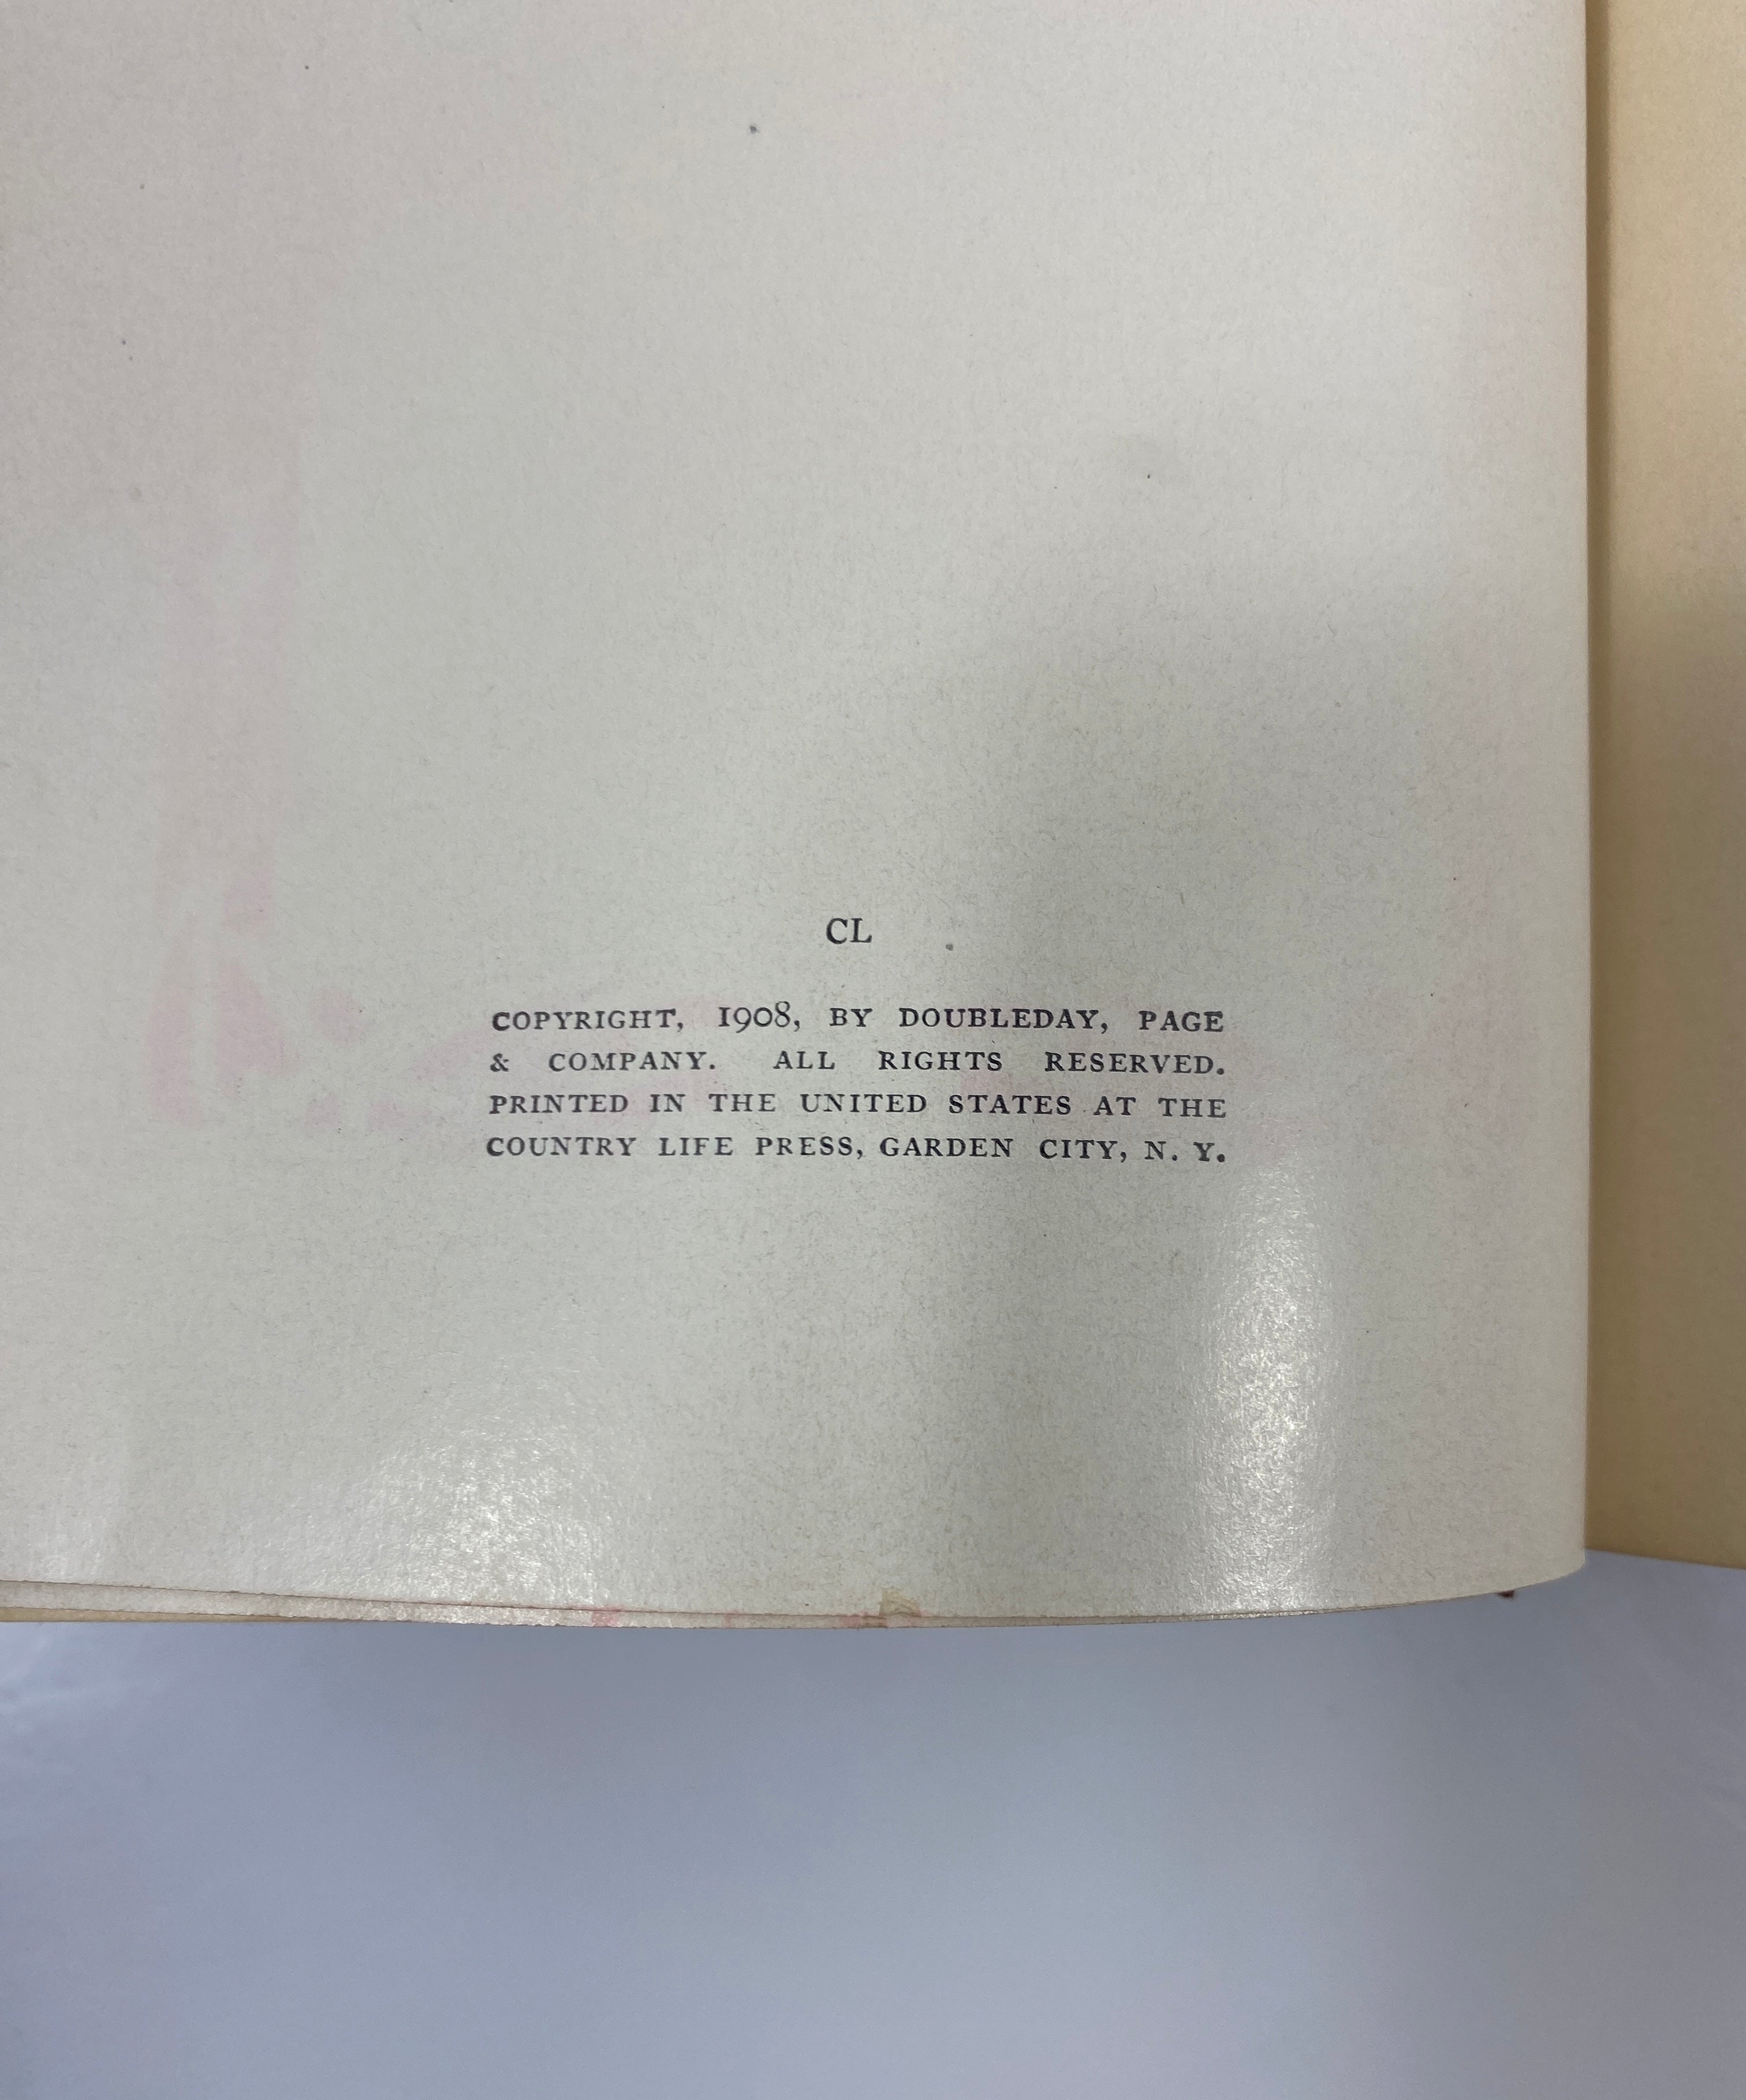 CL
COPYRIGHT, 1908, BY DOUBLEDAY, PAGE
& COMPANY. ALL RIGHTS RESERVED.
PRINTED IN THE UNITED STATES AT THE
COUNTRY LIFE PRESS, GARDEN CITY, N. Y.